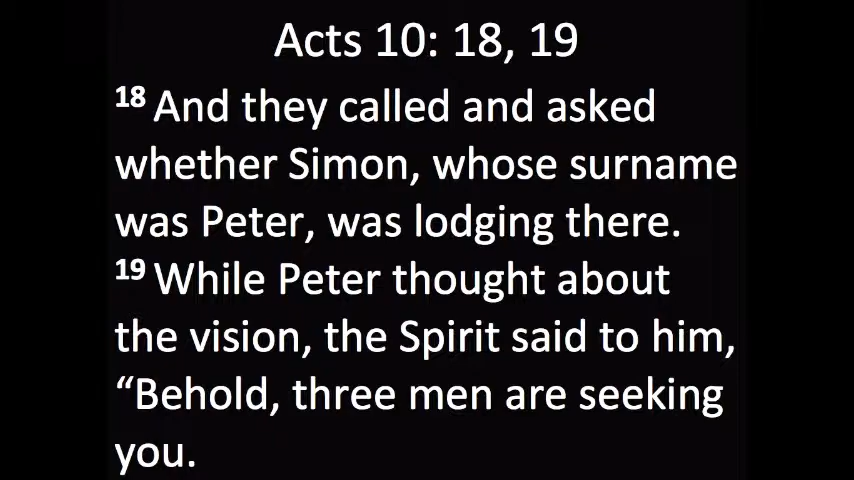 Acts 10: 18, 19
18 And they called and asked
whether Simon, whose surname
was Peter, was lodging there.
19 While Peter thought about
the vision, the Spirit said to him,
“Behold, three men are seeking
you.